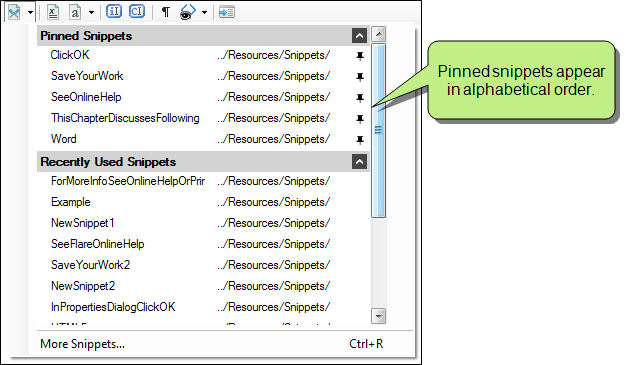 Pinned Snippets
ClickOK ../Resources/Snippets/
SaveYourWork ../Resources/Snippets/
SeeOnlineHelp ../Resources/Snippets/
ThisChapterDiscussesFollowing ../Resources/Snippets/
Word ../Resources/Snippets/
Recently Used Snippets
ForMoreInfoSeeOnlineHelpOrPrir ../Resources/Snippets/
Example ../Resources/Snippets/
NewSnippet1 ../Resources/Snippets/
SeeFlareOnlineHelp ../Resources/Snippets/
SaveYourWork2 ../Resources/Snippets/
NewSnippet2 ../Resources/Snippets/
InPropertiesDialogClickOK ../Resources/Snippets/
../Resources/Snippets/
More Snippets... Ctrl+R
Pinned snippets appear
in alphabetical order.